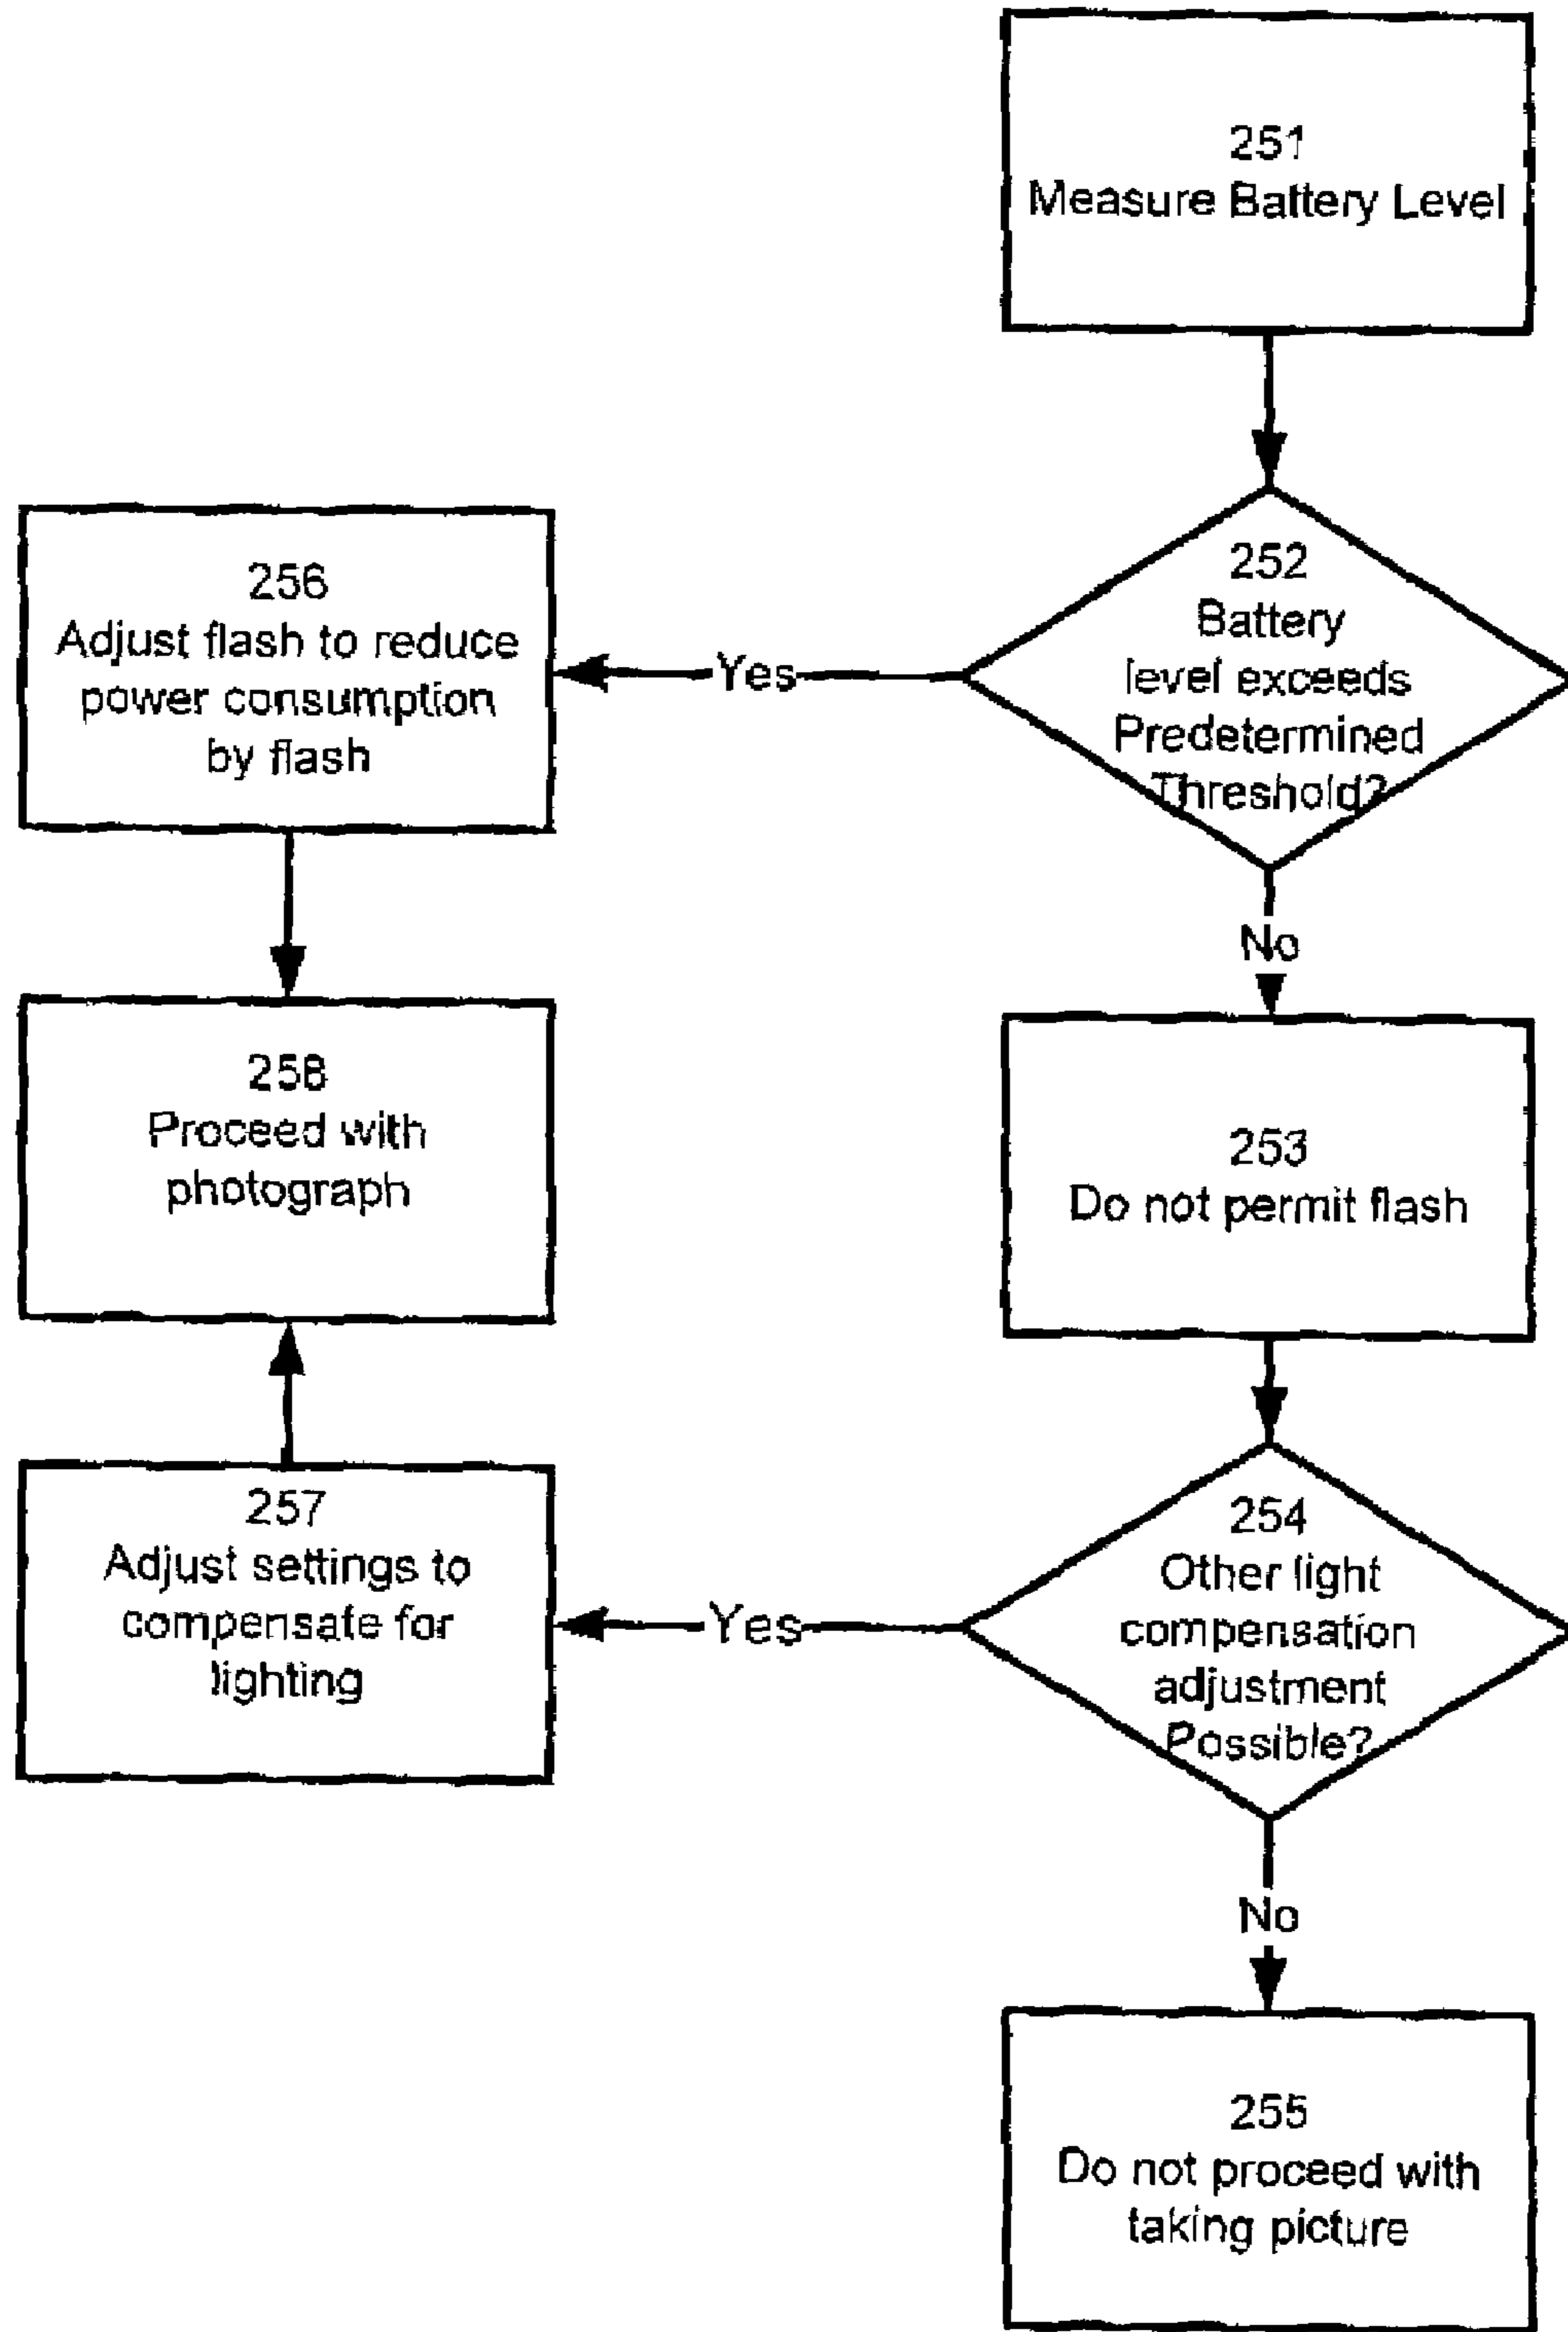 251
Measure Battery Level
252
Battery
level exceeds
Predetermined
Threshold?
Yes
256
Adjust flash to reduce
power consumption
by flash
No
258
Proceed with
photograph
253
Do not permit flash
254
Other light
compensation
adjustment
Possible?
Yes
257
Adjust settings to
compensate for
lighting
No
255
Do not proceed with
taking picture